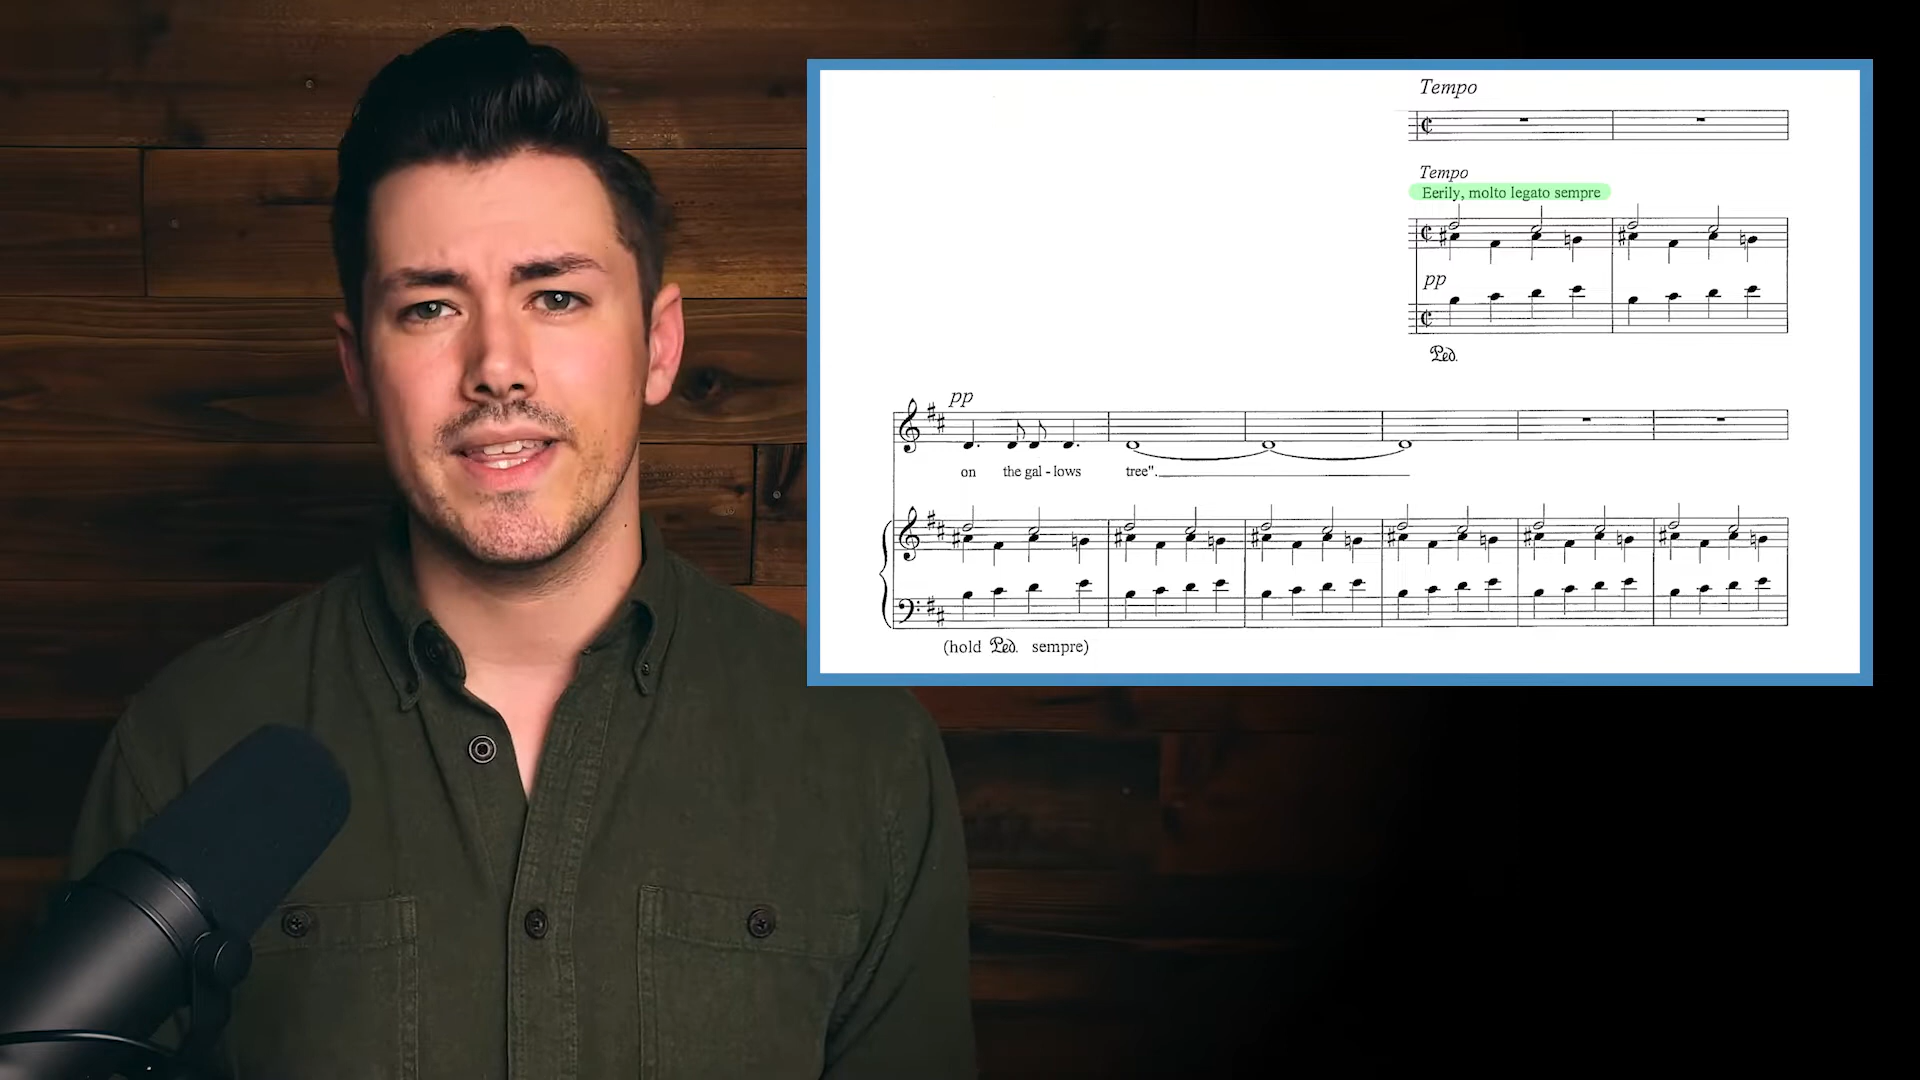 Tempo
Tempo
Eerily, molto legato sempre
pp
Ped.
pp
on the gal - lows tree".
(hold Ped. sempre)